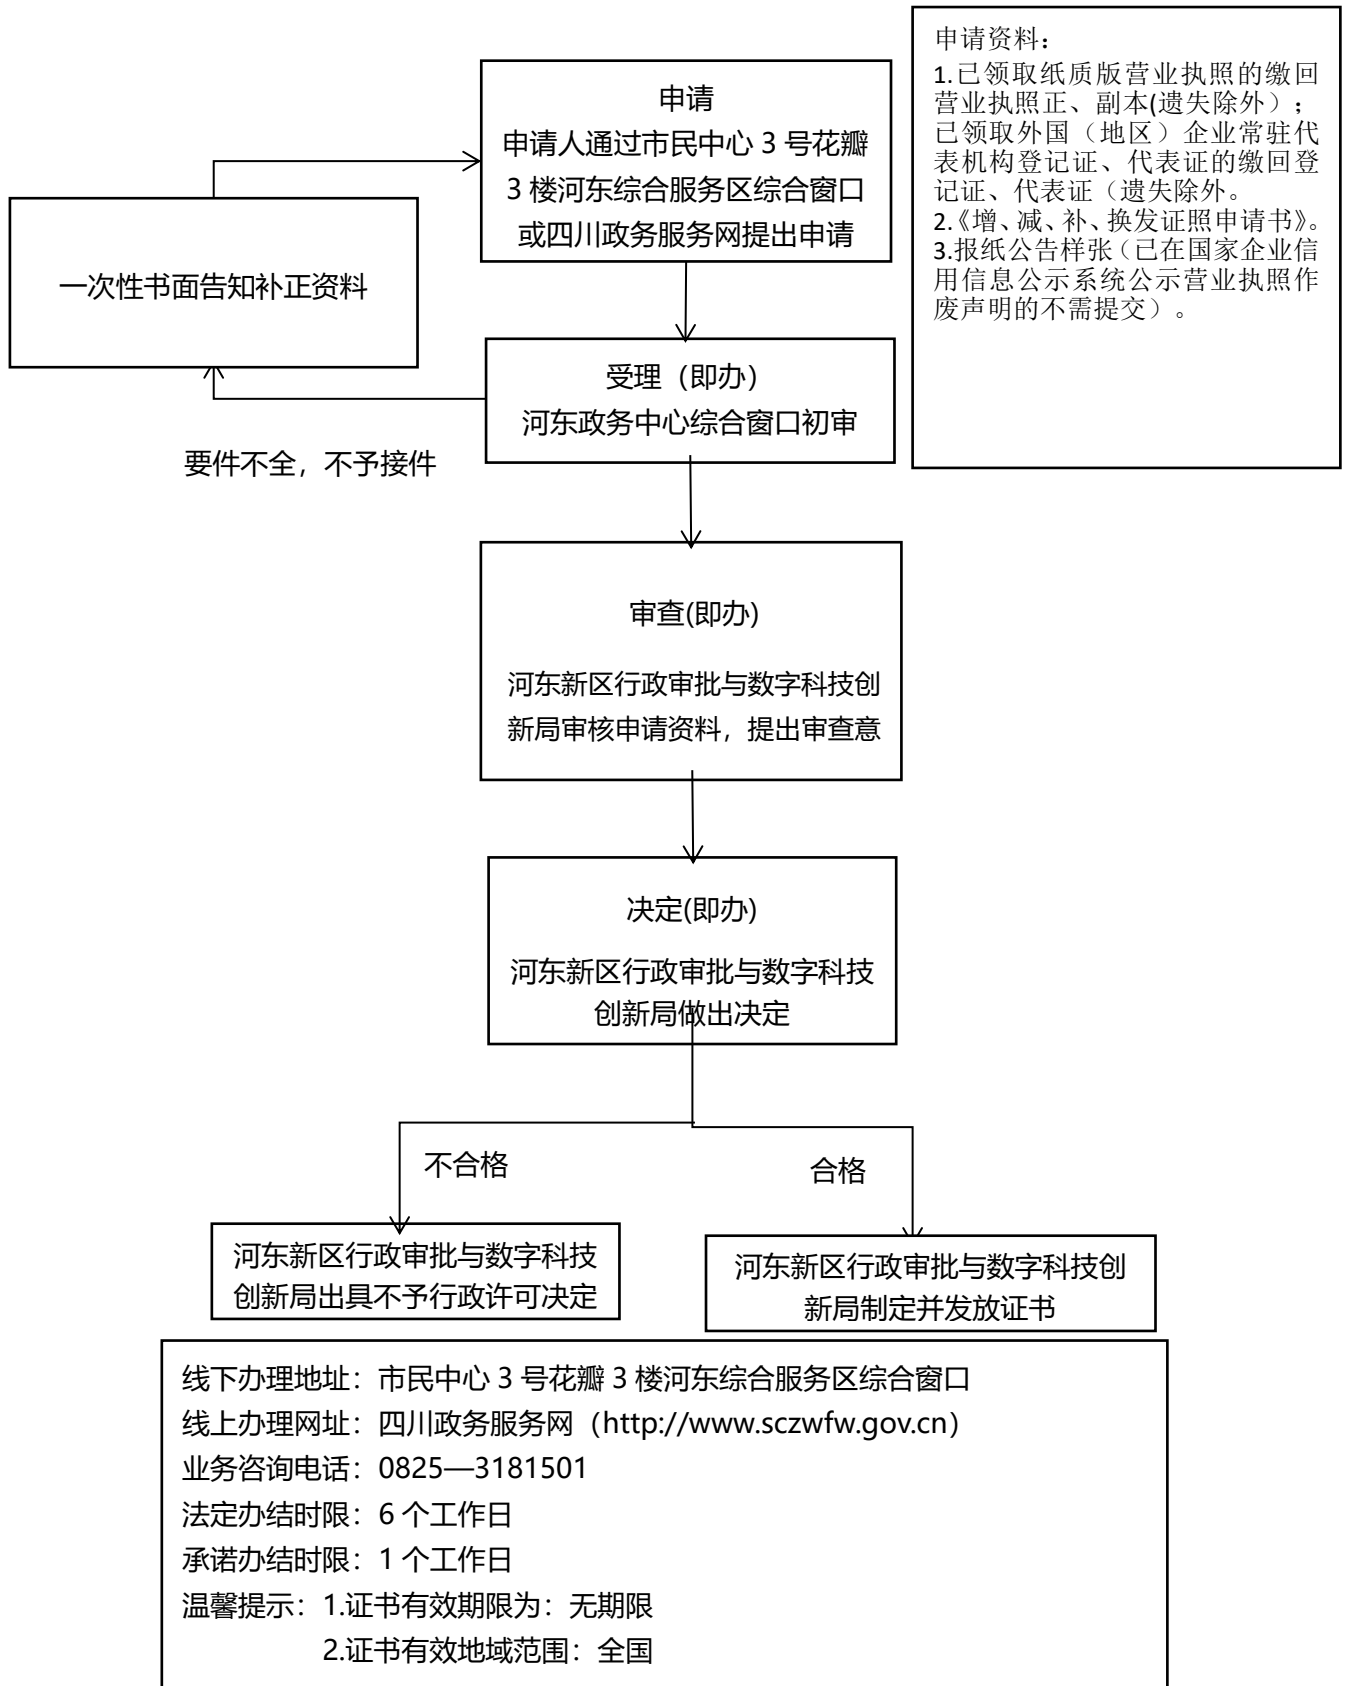 申请
申请人通过市民中心 3 号花瓣
3 楼河东综合服务区综合窗口
或四川政务服务网提出申请
申请资料：
1.已领取纸质版营业执照的缴回
营业执照正、副本(遗失除外）；
已领取外国（地区）企业常驻代
表机构登记证、代表证的缴回登
记证、代表证（遗失除外。
2.《增、减、补、换发证照申请书》。
3.报纸公告样张（已在国家企业信
用信息公示系统公示营业执照作
废声明的不需提交）。
一次性书面告知补正资料
受理（即办）
河东政务中心综合窗口初审
要件不全，不予接件
审查(即办)
河东新区行政审批与数字科技创
新局审核申请资料，提出审查意
决定(即办)
河东新区行政审批与数字科技
创新局做出决定
不合格
合格
河东新区行政审批与数字科技
创新局出具不予行政许可决定
河东新区行政审批与数字科技创
新局制定并发放证书
线下办理地址：市民中心 3 号花瓣 3 楼河东综合服务区综合窗口
线上办理网址：四川政务服务网（http://www.sczwfw.gov.cn）
业务咨询电话：0825—3181501
法定办结时限：6 个工作日
承诺办结时限：1 个工作日
温馨提示：1.证书有效期限为：无期限
2.证书有效地域范围：全国